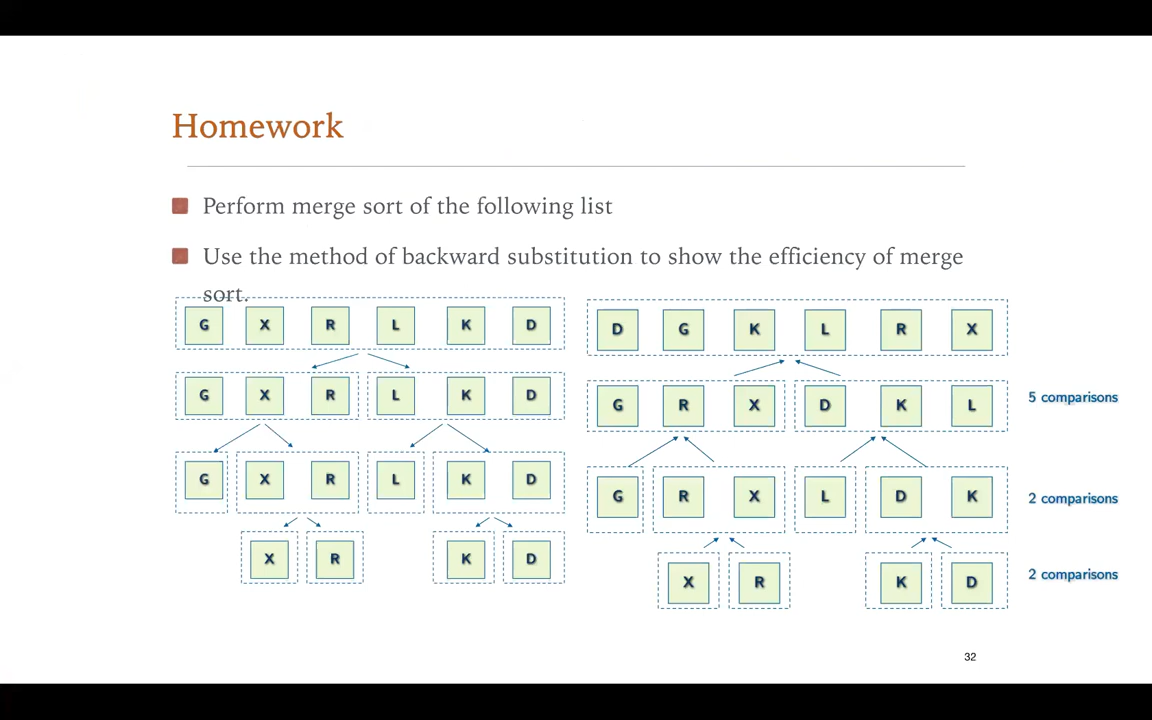 Homework
Perform merge sort of the following list
Use the method of backward substitution to show the efficiency of merge
sort.
G X R L K D
G X R L K D
G X R L K D
X R K D
D G K L R X
G R X D K L
5 comparisons
G R X L D K
2 comparisons
X R K D
2 comparisons
32